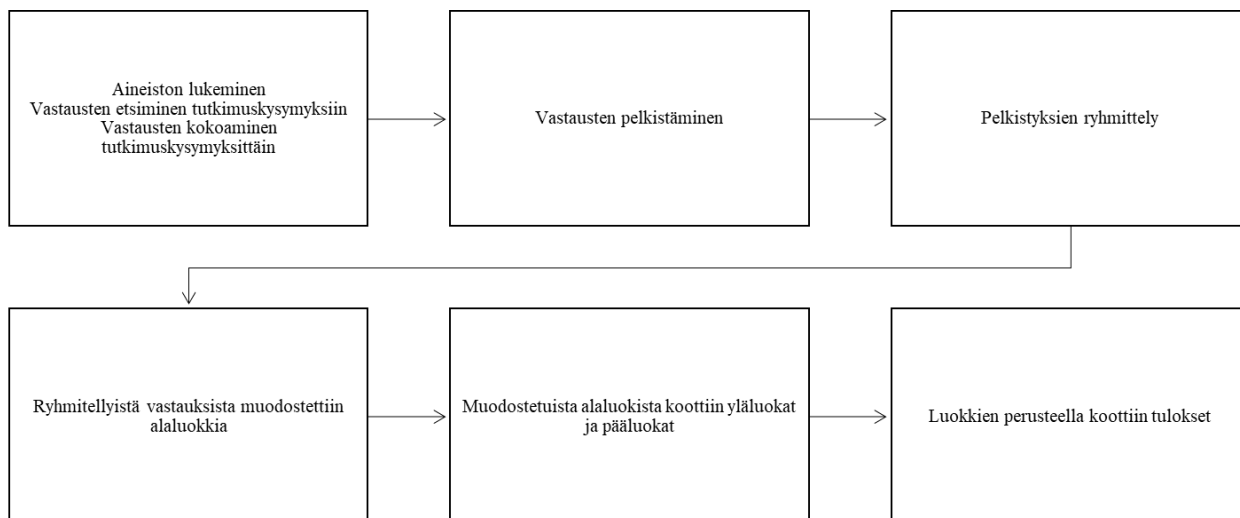 Aineiston lukeminen
Vastausten etsiminen tutkimuskysymyksiin
Vastausten kokoaminen
tutkimuskysymyksittäin
Vastausten pelkistäminen
Pelkistyksien ryhmittely
Ryhmitellyistä vastauksista muodostettiin
alaluokkia
Muodostetuista alaluokista koottiin yläluokat
ja pääluokat
Luokkien perusteella koottiin tulokset